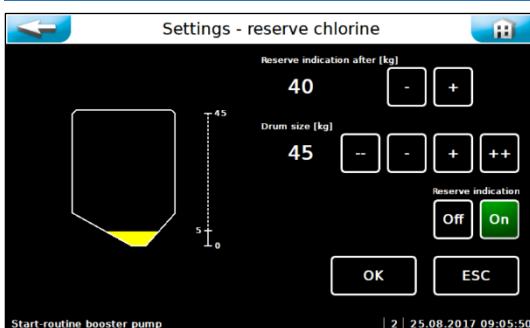 Settings - reserve chlorine
Reserve indication after [kg]
40 - +
45
Drum size [kg]
45 -- - + ++
Reserve indication
5 Off On
0
OK ESC
Start-routine booster pump | 2 | 25.08.2017 09:05:50